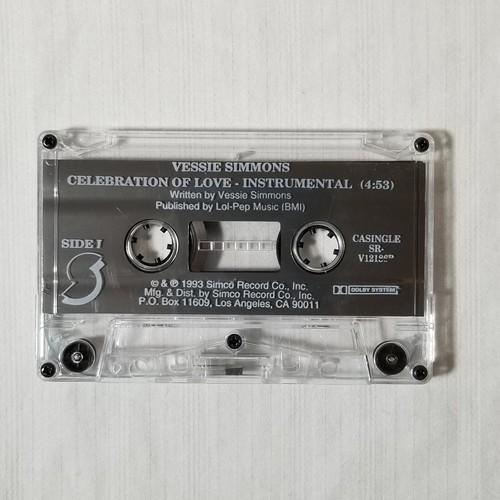 VESSIE SIMMONS
CELEBRATION OF LOVE - INSTRUMENTAL (4:53)
Written by Vessie Simmons
Published by Lol-Pep Music (BMI)
SIDE I
CASINGLE
SR-
© & ℗ 1993 Simco Record Co., Inc.
Mfg. & Dist. by Simco Record Co., Inc.
P.O. Box 11609, Los Angeles, CA 90011
DOLBY SYSTEM